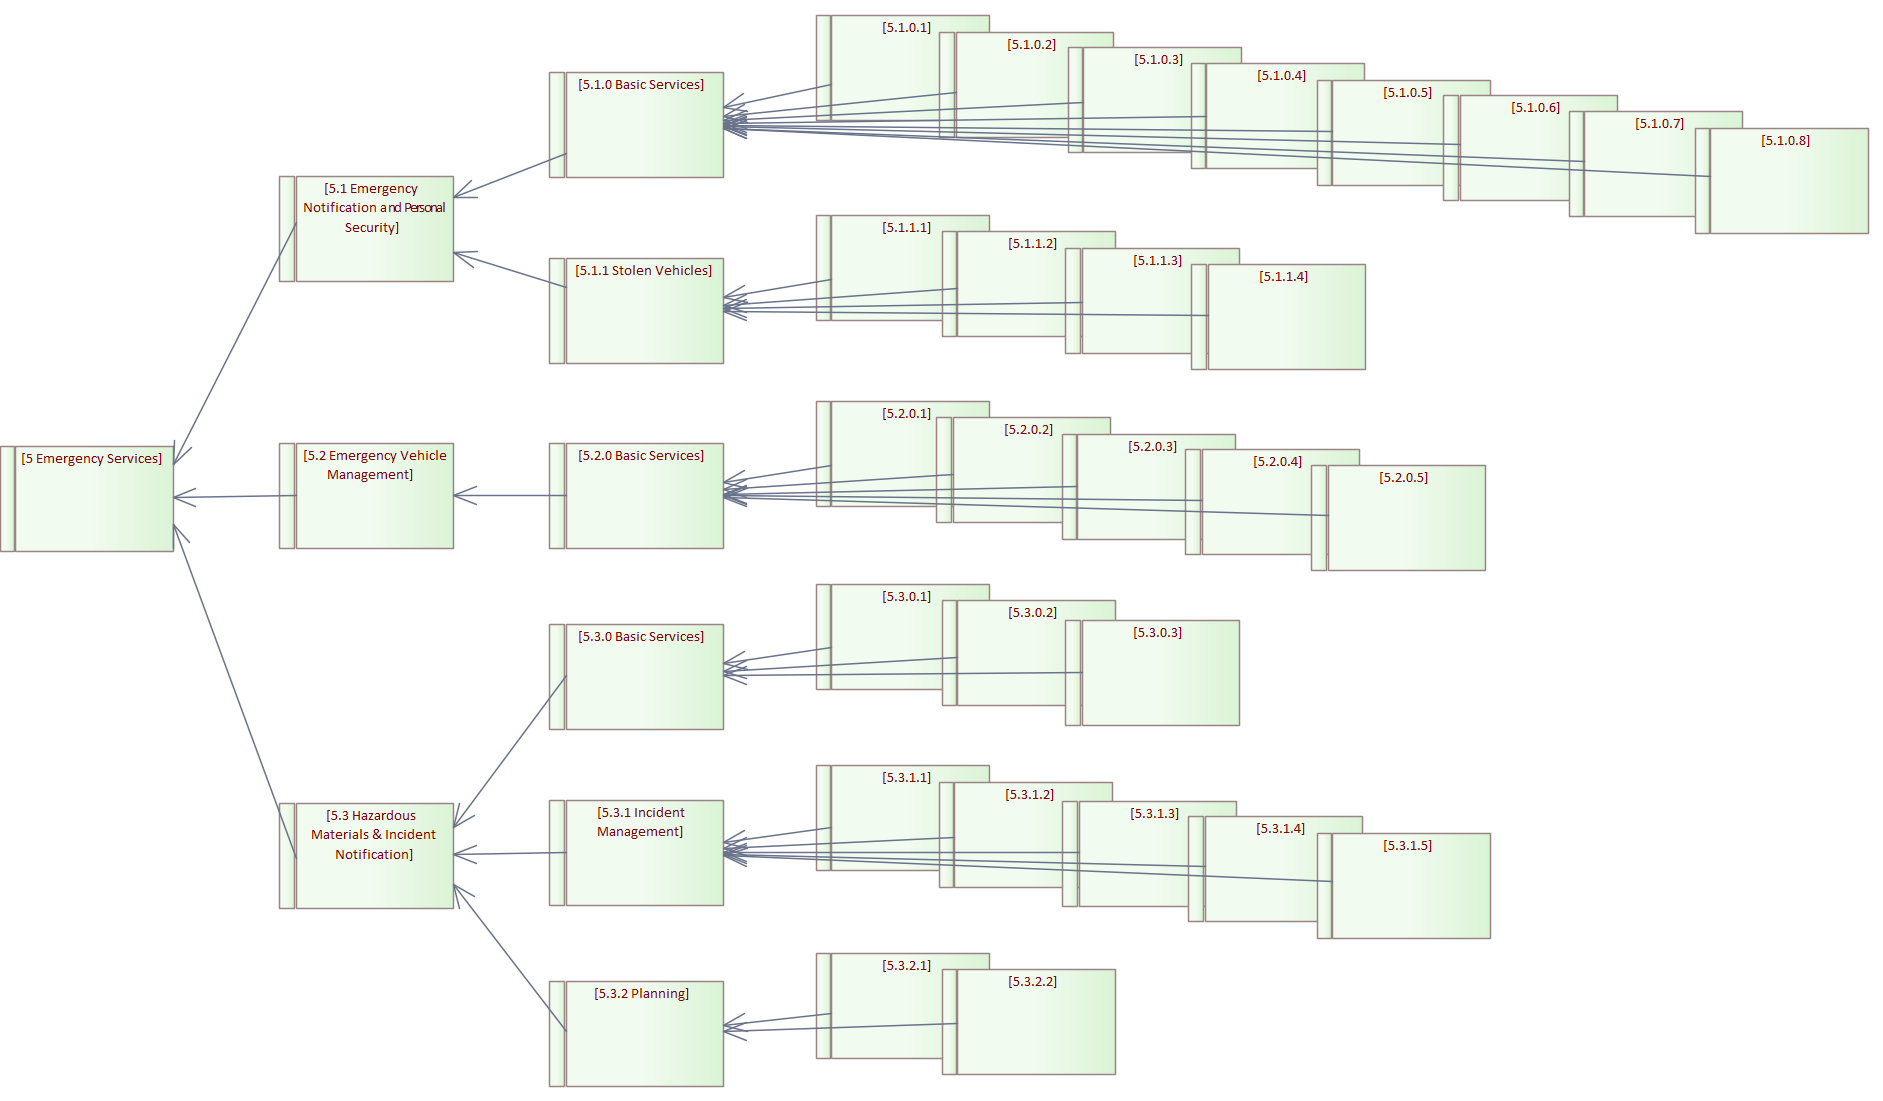 [5 Emergency Services]
[5.1 Emergency
Notification and Personal
Security]
[5.1.0 Basic Services]
[5.1.0.1]
[5.1.0.2]
[5.1.0.3]
[5.1.0.4]
[5.1.0.5]
[5.1.0.6]
[5.1.0.7]
[5.1.0.8]
[5.1.1 Stolen Vehicles]
[5.1.1.1]
[5.1.1.2]
[5.1.1.3]
[5.1.1.4]
[5.2 Emergency Vehicle
Management]
[5.2.0 Basic Services]
[5.2.0.1]
[5.2.0.2]
[5.2.0.3]
[5.2.0.4]
[5.2.0.5]
[5.3 Hazardous
Materials & Incident
Notification]
[5.3.0 Basic Services]
[5.3.0.1]
[5.3.0.2]
[5.3.0.3]
[5.3.1 Incident
Management]
[5.3.1.1]
[5.3.1.2]
[5.3.1.3]
[5.3.1.4]
[5.3.1.5]
[5.3.2 Planning]
[5.3.2.1]
[5.3.2.2]